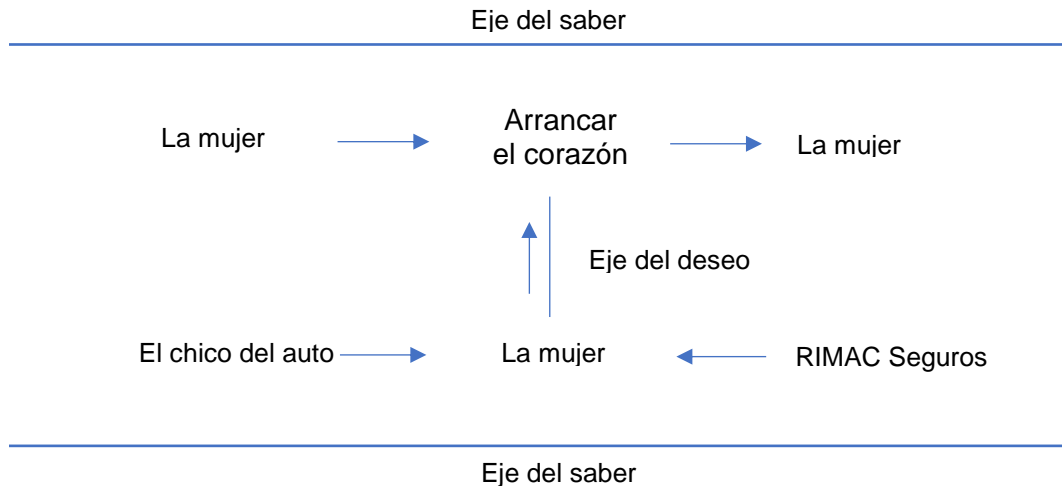 Eje del saber
La mujer
Arrancar
el corazón
La mujer
Eje del deseo
El chico del auto
La mujer
RIMAC Seguros
Eje del saber